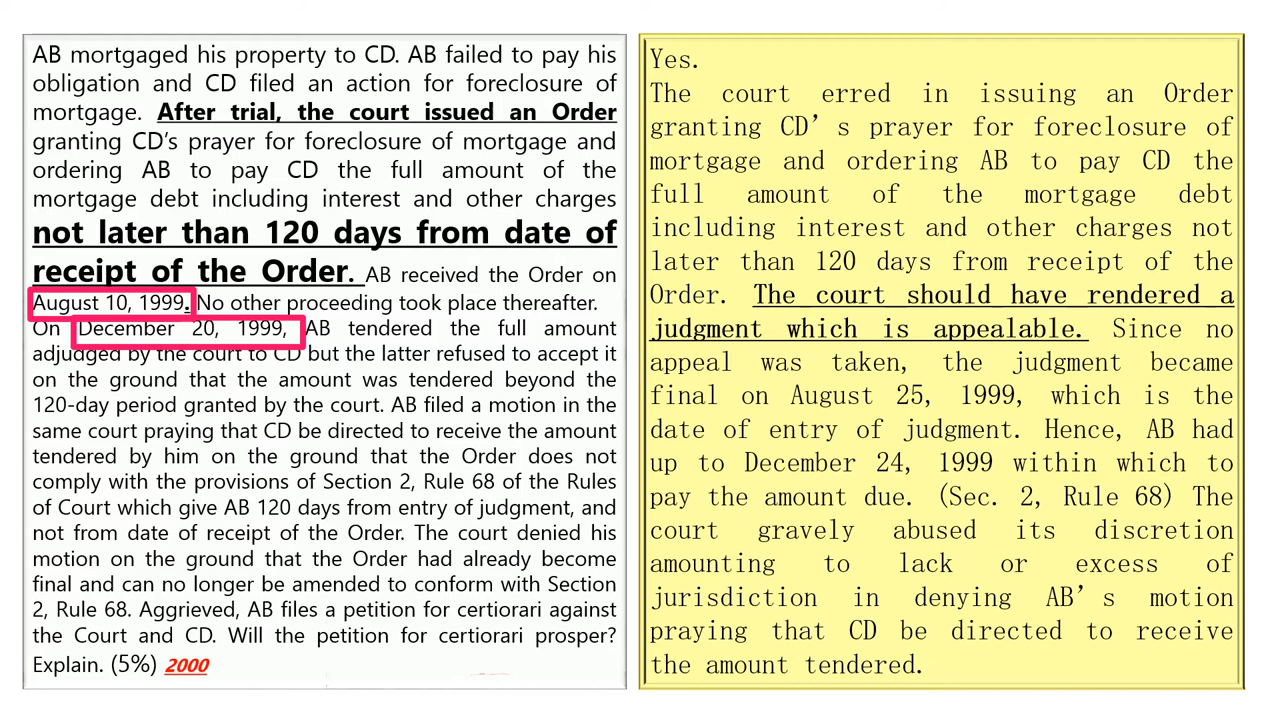 AB mortgaged his property to CD. AB failed to pay his
obligation and CD filed an action for foreclosure of
mortgage. After trial, the court issued an Order
granting CD's prayer for foreclosure of mortgage and
ordering AB to pay CD the full amount of the
mortgage debt including interest and other charges
not later than 120 days from date of
receipt of the Order. AB received the Order on
August 10, 1999. No other proceeding took place thereafter.
On December 20, 1999, AB tendered the full amount
adjudged by the court to CD but the latter refused to accept it
on the ground that the amount was tendered beyond the
120-day period granted by the court. AB filed a motion in the
same court praying that CD be directed to receive the amount
tendered by him on the ground that the Order does not
comply with the provisions of Section 2, Rule 68 of the Rules
of Court which give AB 120 days from entry of judgment, and
not from date of receipt of the Order. The court denied his
motion on the ground that the Order had already become
final and can no longer be amended to conform with Section
2, Rule 68. Aggrieved, AB files a petition for certiorari against
the Court and CD. Will the petition for certiorari prosper?
Explain. (5%) 2000
Yes.
The court erred in issuing an Order
granting CD's prayer for foreclosure of
mortgage and ordering AB to pay CD the
full amount of the mortgage debt
including interest and other charges not
later than 120 days from receipt of the
Order. The court should have rendered a
judgment which is appealable. Since no
appeal was taken, the judgment became
final on August 25, 1999, which is the
date of entry of judgment. Hence, AB had
up to December 24, 1999 within which to
pay the amount due. (Sec. 2, Rule 68) The
court gravely abused its discretion
amounting to lack or excess of
jurisdiction in denying AB's motion
praying that CD be directed to receive
the amount tendered.